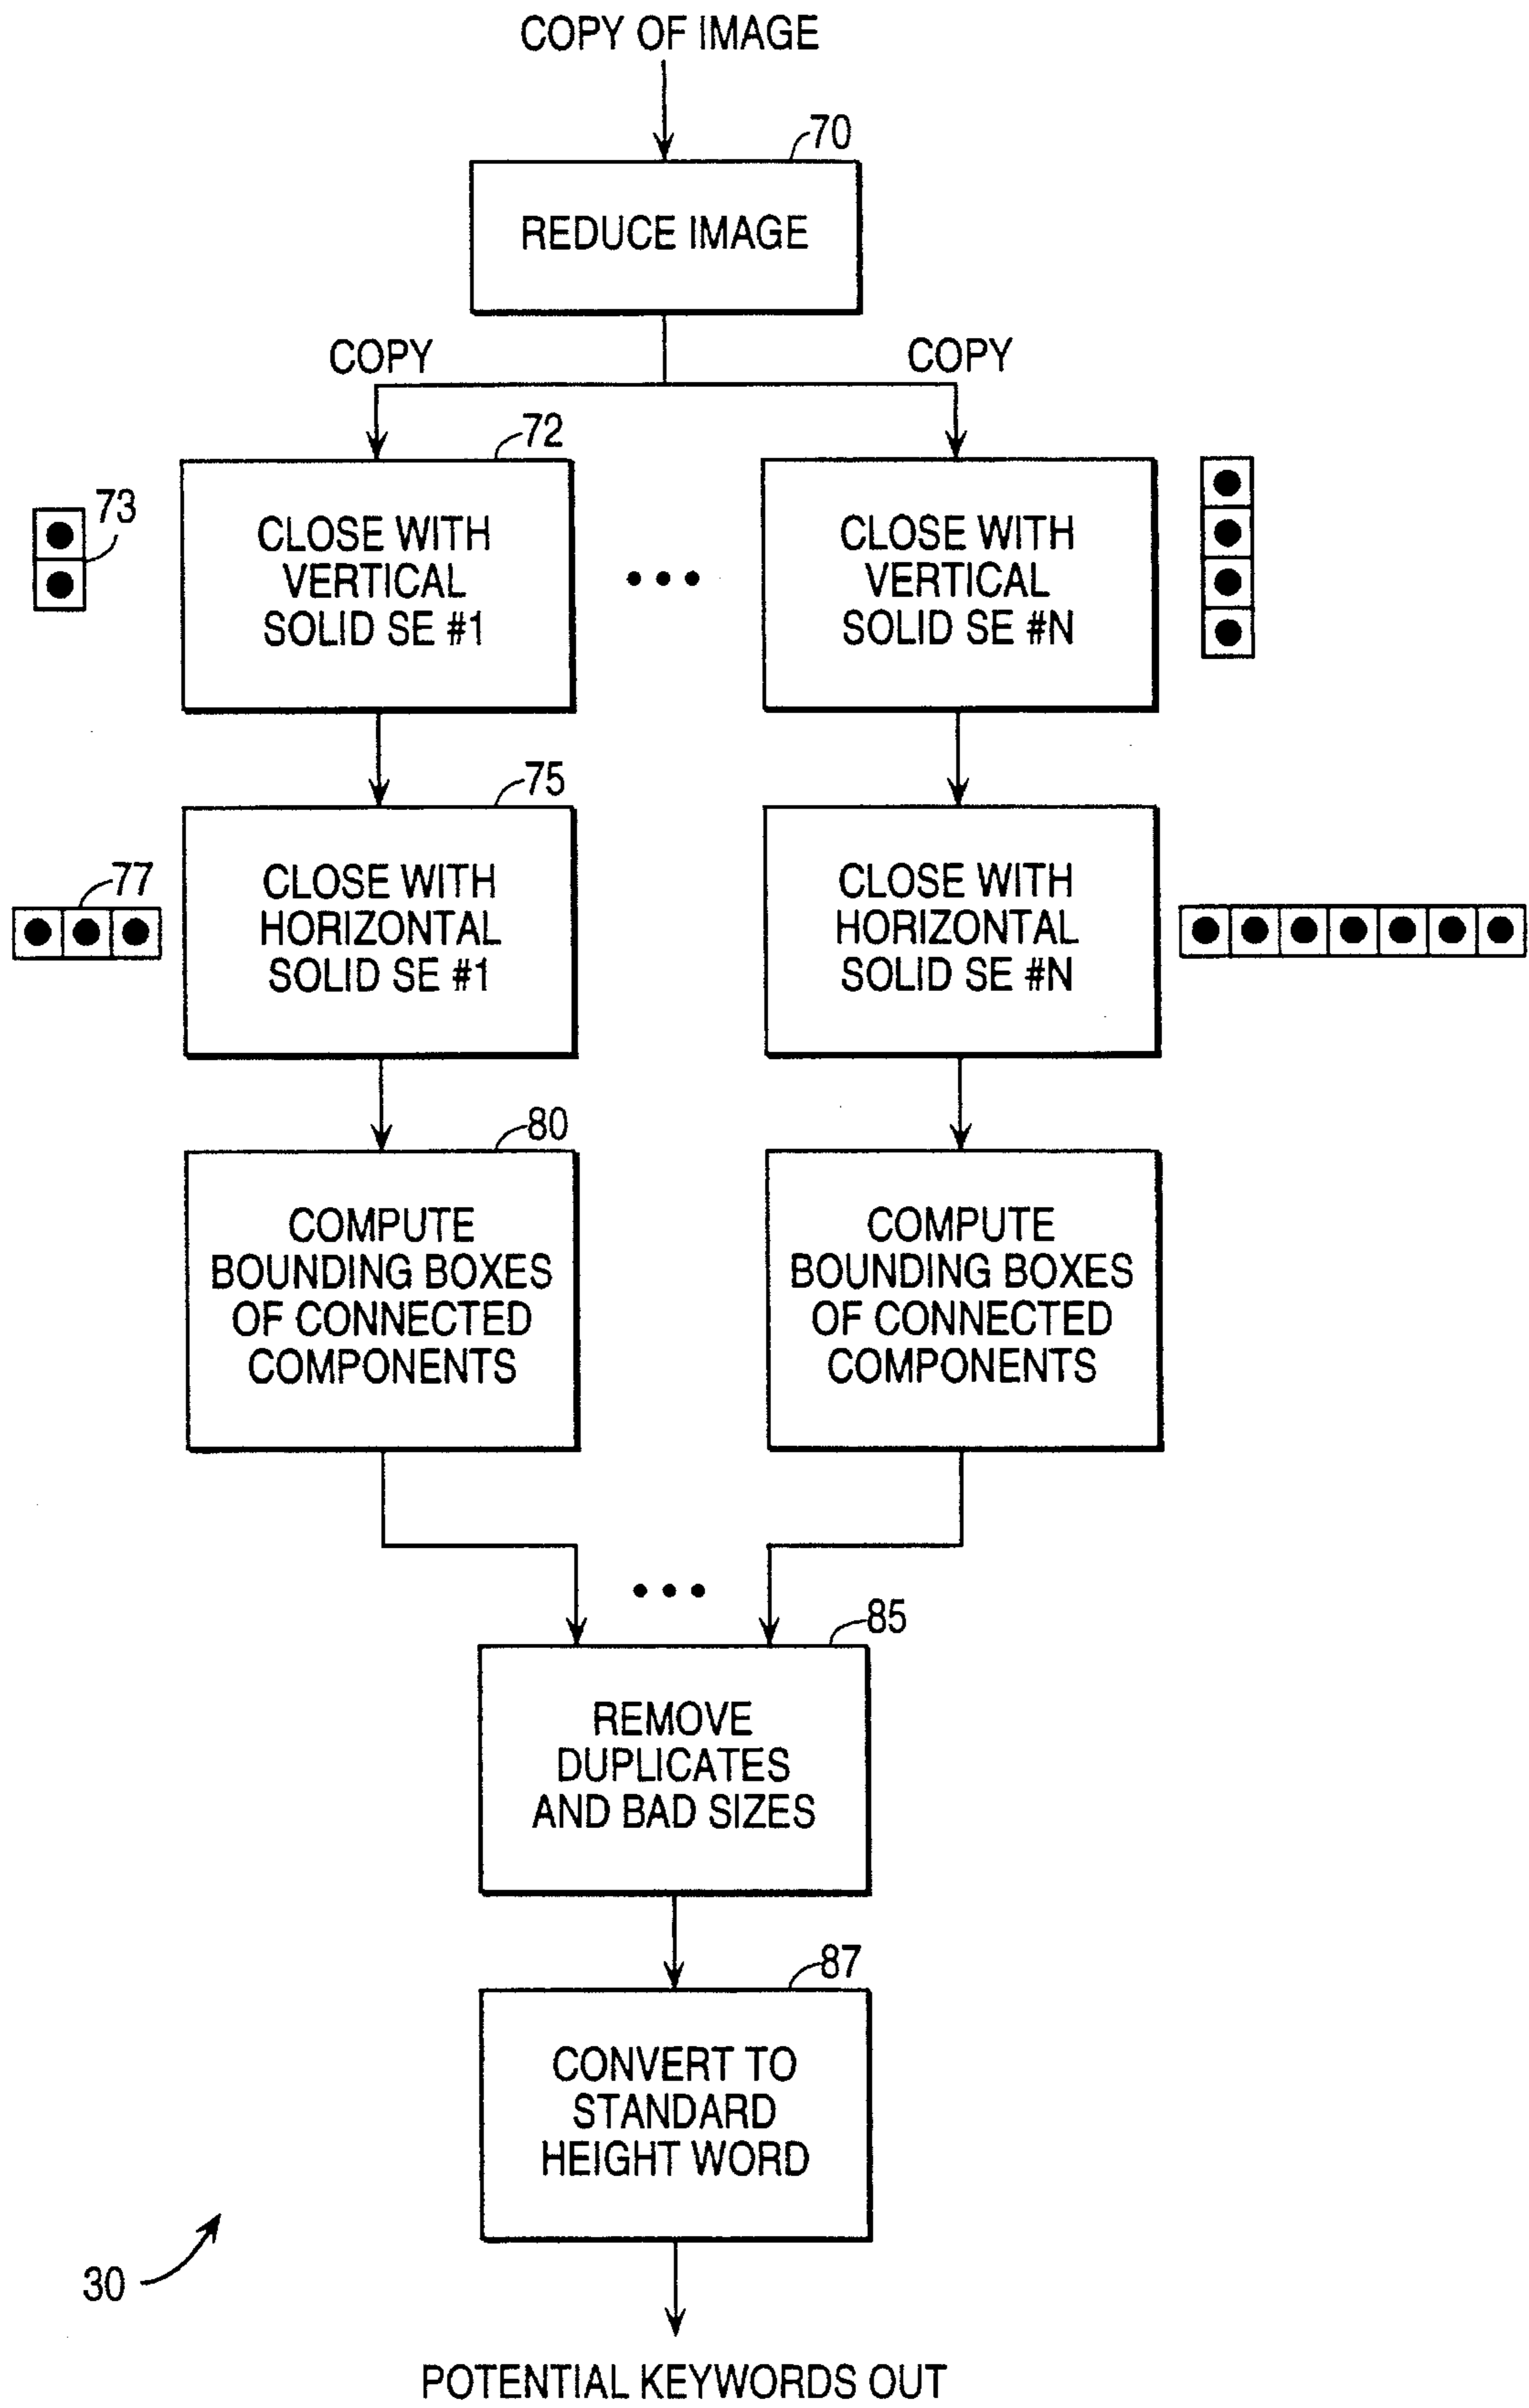 COPY OF IMAGE
70
REDUCE IMAGE
COPY
COPY
72
73
CLOSE WITH
VERTICAL
SOLID SE #1
CLOSE WITH
VERTICAL
SOLID SE #N
75
77
CLOSE WITH
HORIZONTAL
SOLID SE #1
CLOSE WITH
HORIZONTAL
SOLID SE #N
80
COMPUTE
BOUNDING BOXES
OF CONNECTED
COMPONENTS
COMPUTE
BOUNDING BOXES
OF CONNECTED
COMPONENTS
85
REMOVE
DUPLICATES
AND BAD SIZES
87
CONVERT TO
STANDARD
HEIGHT WORD
30
POTENTIAL KEYWORDS OUT